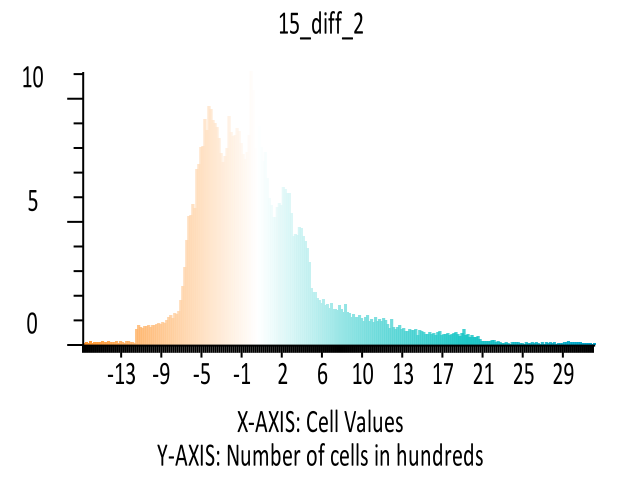 15_diff_2
10
5
0
-13 -9 -5 -1 2 6 10 13 17 21 25 29
X-AXIS: Cell Values
Y-AXIS: Number of cells in hundreds